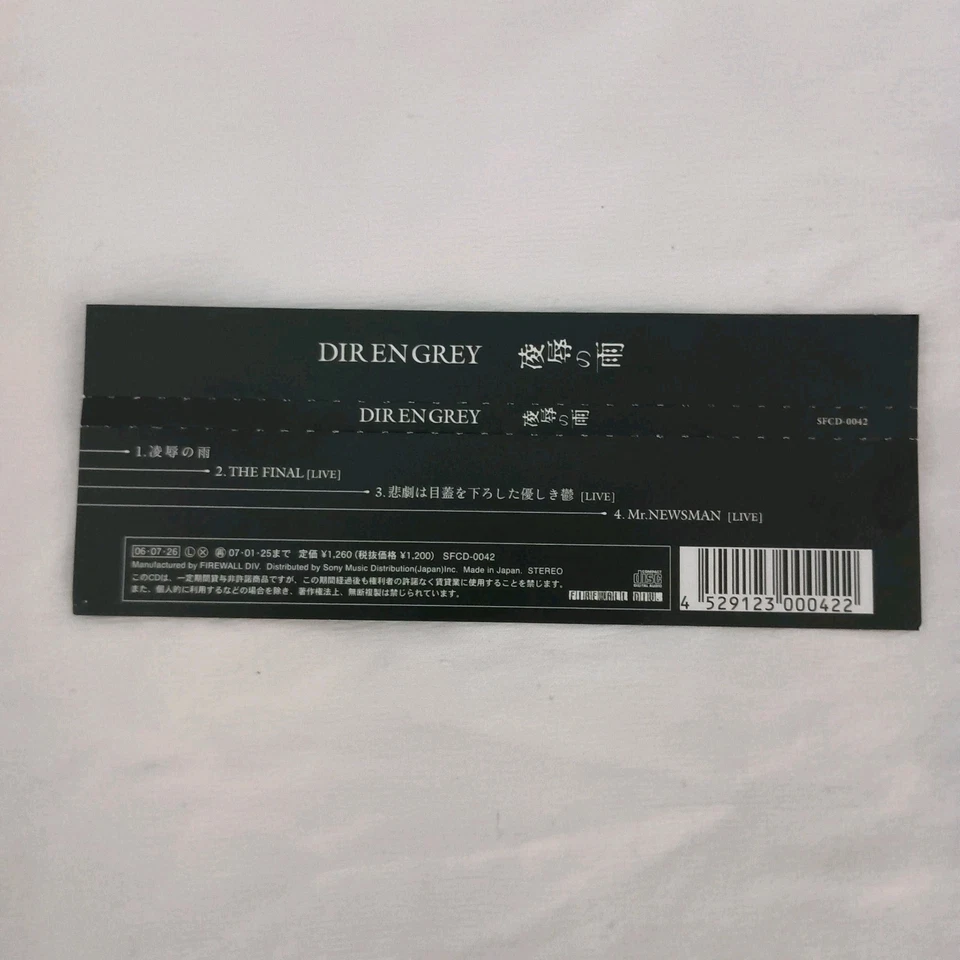 DIR EN GREY 凌辱の雨
DIR EN GREY 凌辱の雨 SFCD-0042
1.凌辱の雨
2. THE FINAL [LIVE]
3.悲劇は目蓋を下ろした優しき鬱 [LIVE]
4. Mr.NEWSMAN [LIVE]
06·07·26 Ⓛ Ⓧ 07·01·25まで 定価 ¥1,260 (税抜価格 ¥1,200) SFCD-0042
Manufactured by FIREWALL DIV. Distributed by Sony Music Distribution(Japan)Inc. Made in Japan. STEREO
このCDは、一定期間貸与非許諾商品ですが、この期間経過後も権利者の許諾なく賃貸業に使用することを禁じます。
また、個人的に利用するなどの場合を除き、著作権法上、無断複製は禁じられています。
FIREWALL DIV.
COMPACT
disc
DIGITAL AUDIO
4 529123 000422